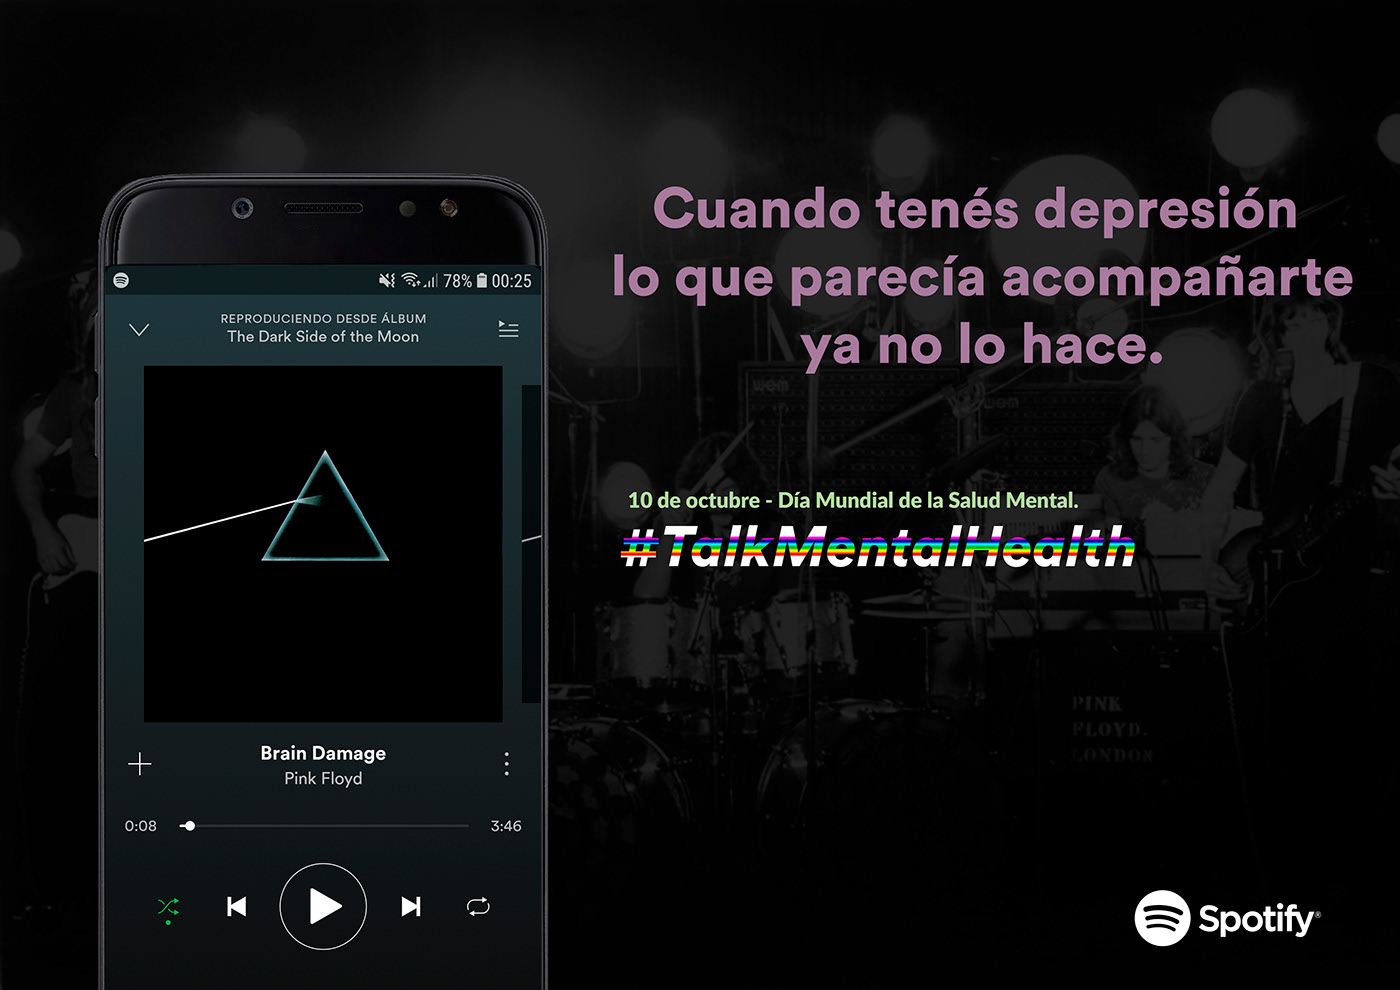 78% 00:25
REPRODUCIENDO DESDE ÁLBUM
The Dark Side of the Moon
Brain Damage
Pink Floyd
0:08 3:46
Cuando tenés depresión
lo que parecía acompañarte
ya no lo hace.
10 de octubre - Día Mundial de la Salud Mental.
#TalkMentalHealth
wem
wem
PINK
FLOYD.
LONDON
Spotify®